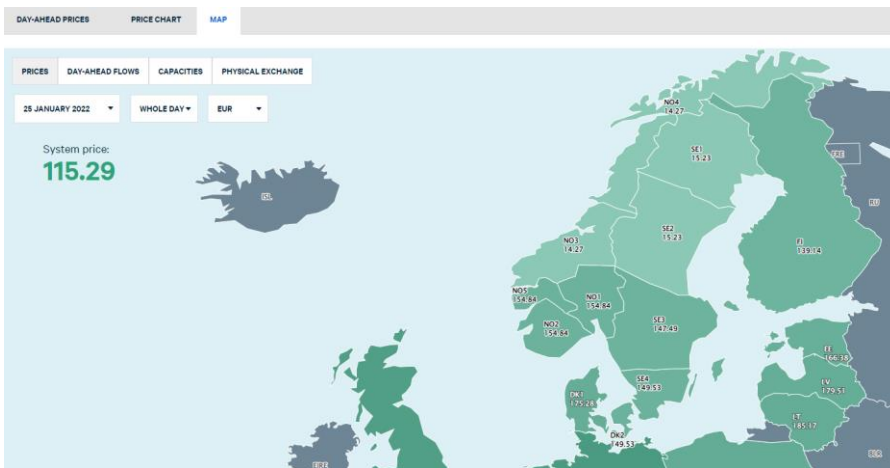 DAY-AHEAD PRICES PRICE CHART MAP
PRICES DAY-AHEAD FLOWS CAPACITIES PHYSICAL EXCHANGE
25 JANUARY 2022 WHOLE DAY EUR
System price:
115.29
NO4
14.27
SE1
15.23
ERE
ISL
RU
SE2
15.23
NO3
14.27
FI
139.14
NO5
154.84
NO1
154.84
NO2
154.84
SE3
147.49
EE
166.38
SE4
149.53
LV
179.51
DK1
175.28
LT
185.17
DK2
149.53
BLR
EIRE